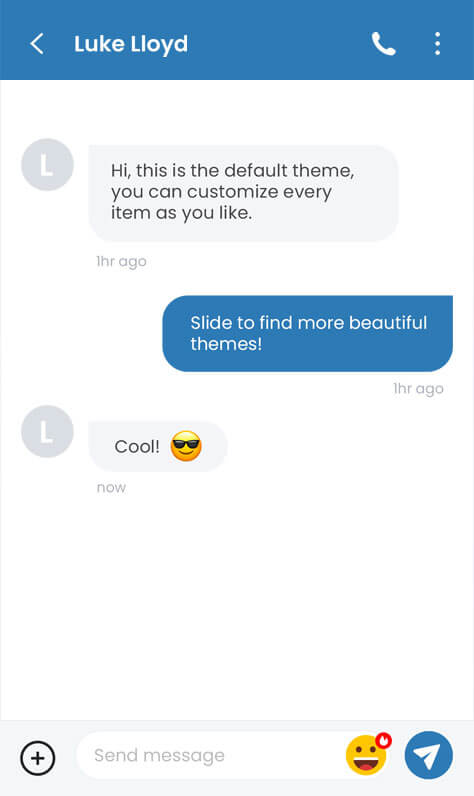 Luke Lloyd
L
Hi, this is the default theme,
you can customize every
item as you like.
1hr ago
Slide to find more beautiful
themes!
1hr ago
L
Cool! 😎
now
Send message